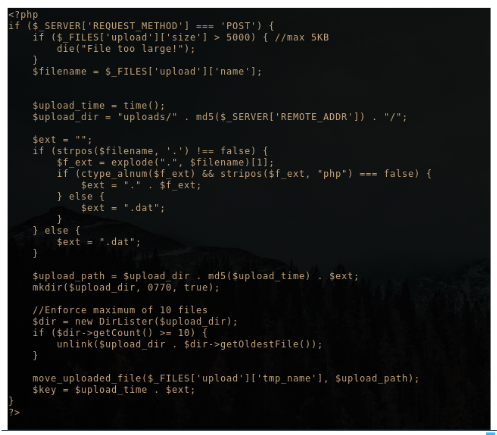 <?php
if ($_SERVER['REQUEST_METHOD'] === 'POST') {
    if ($_FILES['upload']['size'] > 5000) { //max 5KB
        die("File too large!");
    }
    $filename = $_FILES['upload']['name'];


    $upload_time = time();
    $upload_dir = "uploads/" . md5($_SERVER['REMOTE_ADDR']) . "/";

    $ext = "";
    if (strpos($filename, '.') !== false) {
        $f_ext = explode(".", $filename)[1];
        if (ctype_alnum($f_ext) && stripos($f_ext, "php") === false) {
            $ext = "." . $f_ext;
        } else {
            $ext = ".dat";
        }
    } else {
        $ext = ".dat";
    }

    $upload_path = $upload_dir . md5($upload_time) . $ext;
    mkdir($upload_dir, 0770, true);

    //Enforce maximum of 10 files
    $dir = new DirLister($upload_dir);
    if ($dir->getCount() >= 10) {
        unlink($upload_dir . $dir->getOldestFile());
    }

    move_uploaded_file($_FILES['upload']['tmp_name'], $upload_path);
    $key = $upload_time . $ext;
}
?>